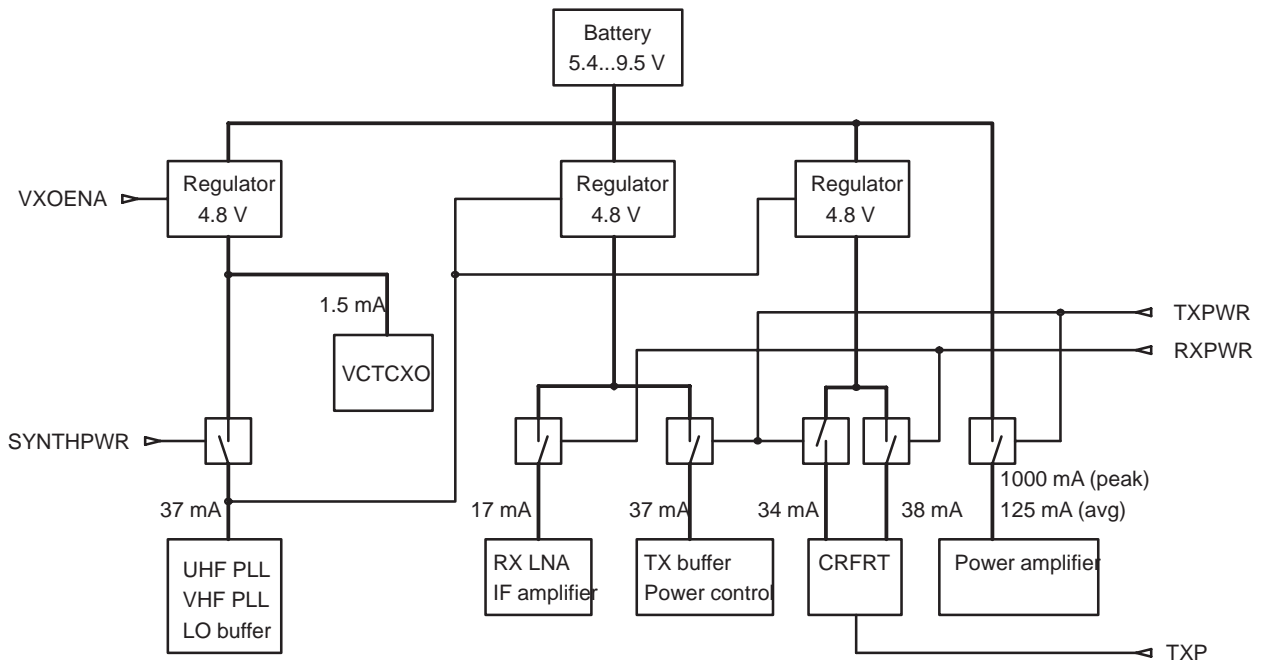 Battery
5.4...9.5 V
Regulator
4.8 V
Regulator
4.8 V
Regulator
4.8 V
VXOENA
1.5 mA
VCTCXO
TXPWR
RXPWR
SYNTHPWR
37 mA
17 mA
37 mA
34 mA
38 mA
1000 mA (peak)
125 mA (avg)
UHF PLL
VHF PLL
LO buffer
RX LNA
IF amplifier
TX buffer
Power control
CRFRT
Power amplifier
TXP